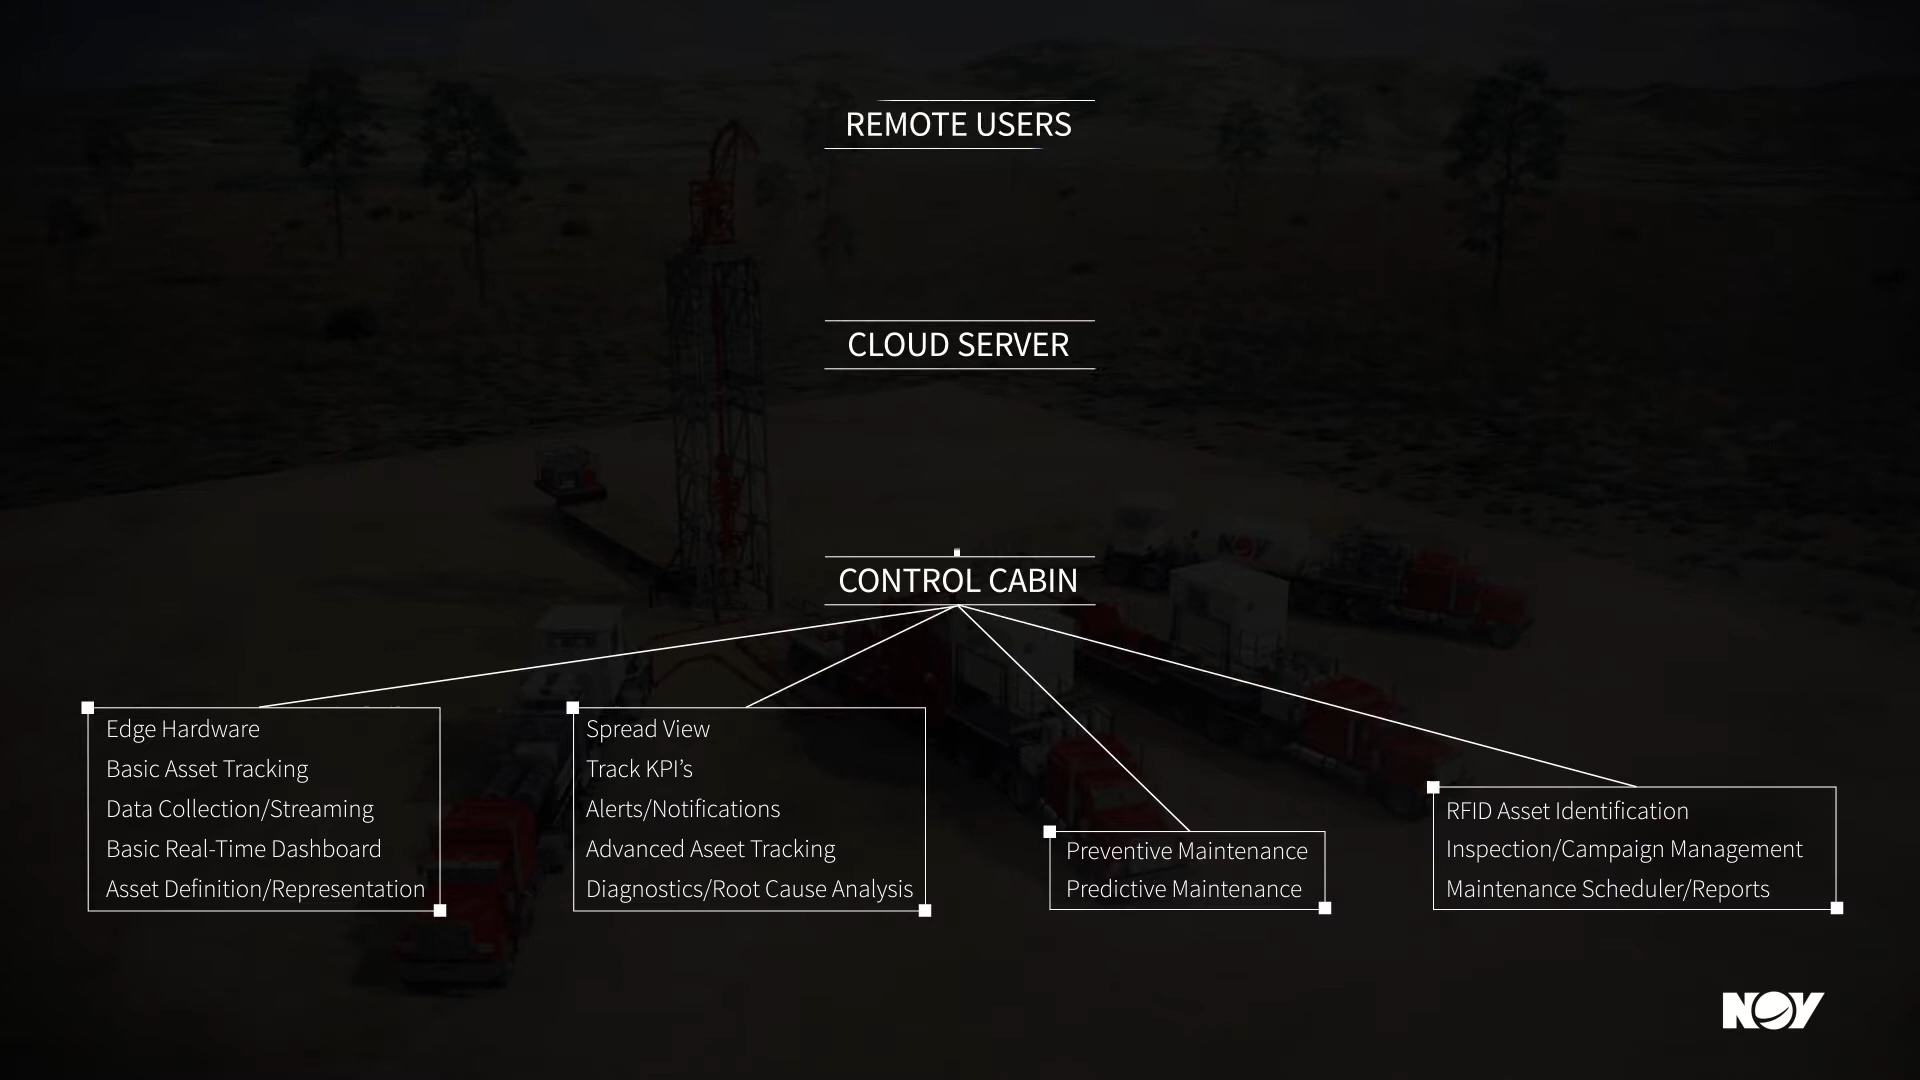 REMOTE USERS
CLOUD SERVER
CONTROL CABIN
Edge Hardware
Basic Asset Tracking
Data Collection/Streaming
Basic Real-Time Dashboard
Asset Definition/Representation
Spread View
Track KPI’s
Alerts/Notifications
Advanced Aseet Tracking
Diagnostics/Root Cause Analysis
Preventive Maintenance
Predictive Maintenance
RFID Asset Identification
Inspection/Campaign Management
Maintenance Scheduler/Reports
NOV
NOV